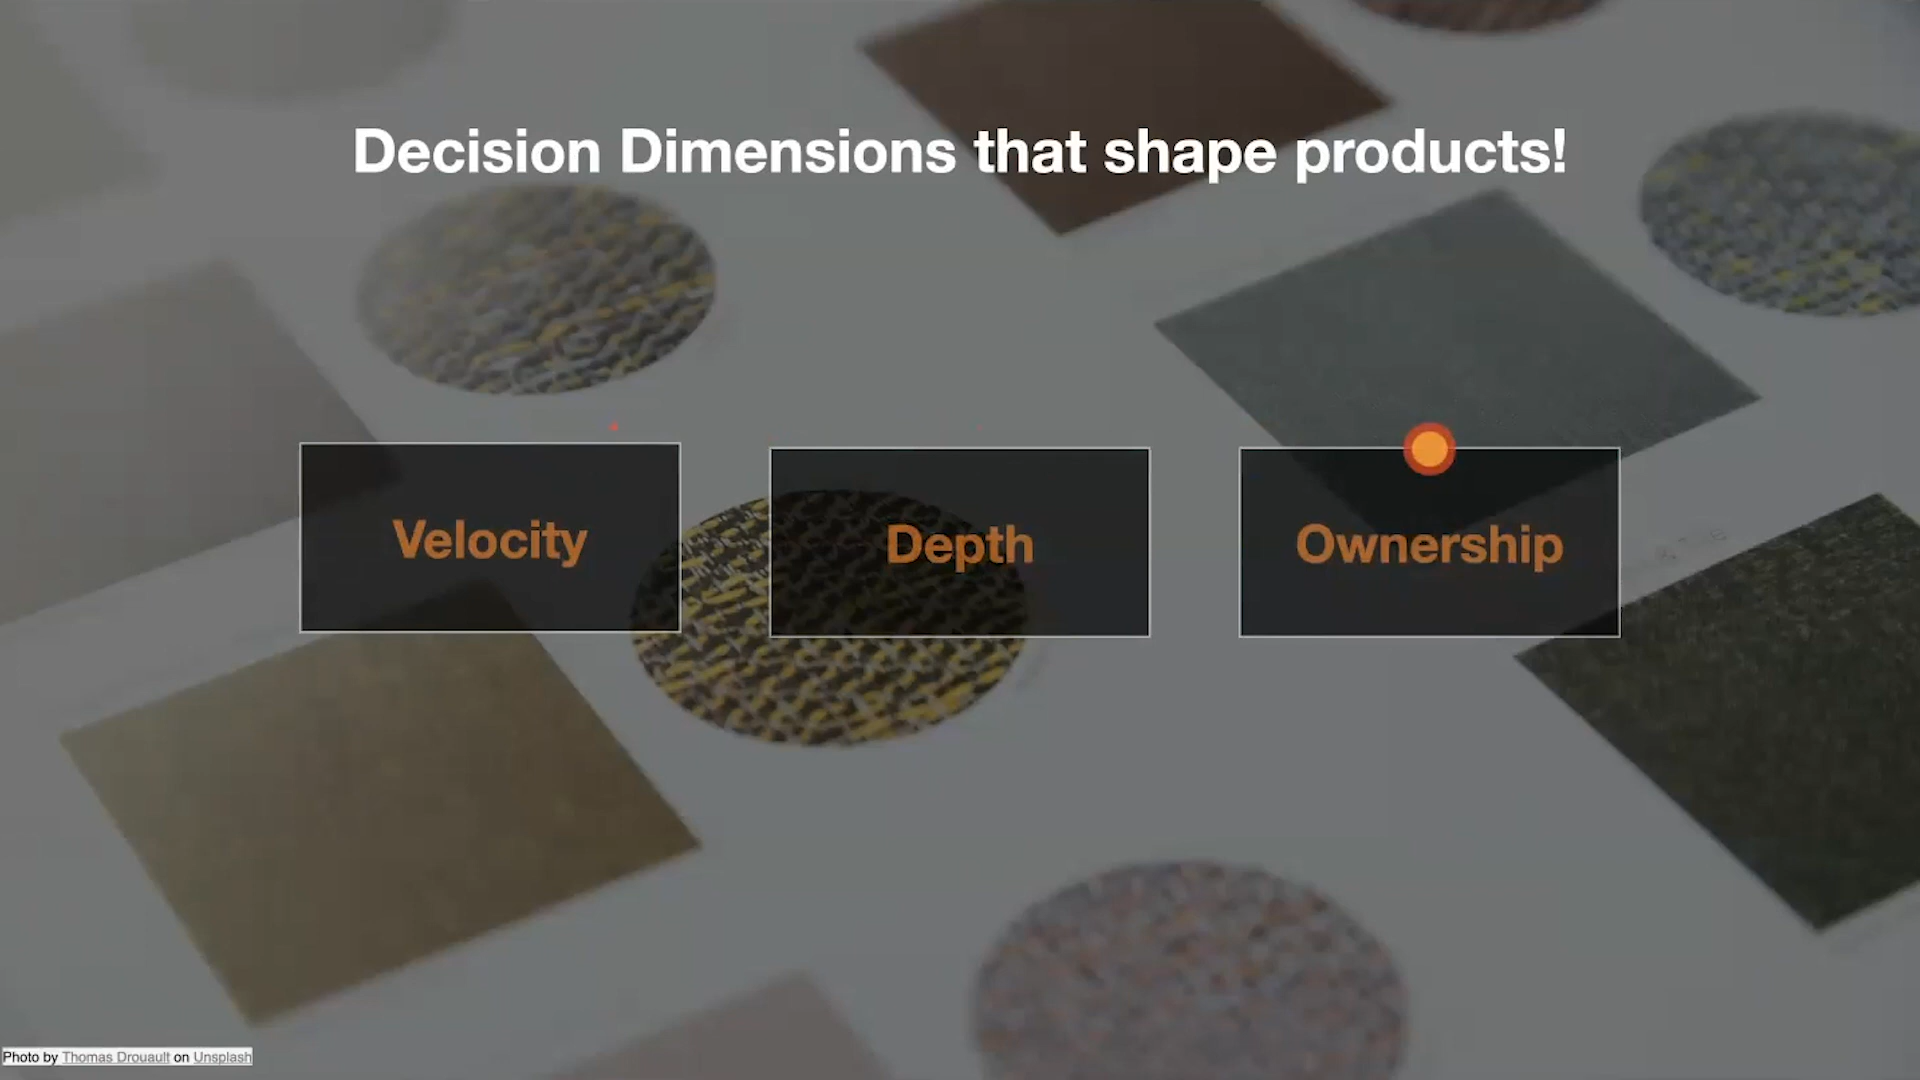 Decision Dimensions that shape products!
Velocity
Depth
Ownership
Photo by Thomas Drouault on Unsplash